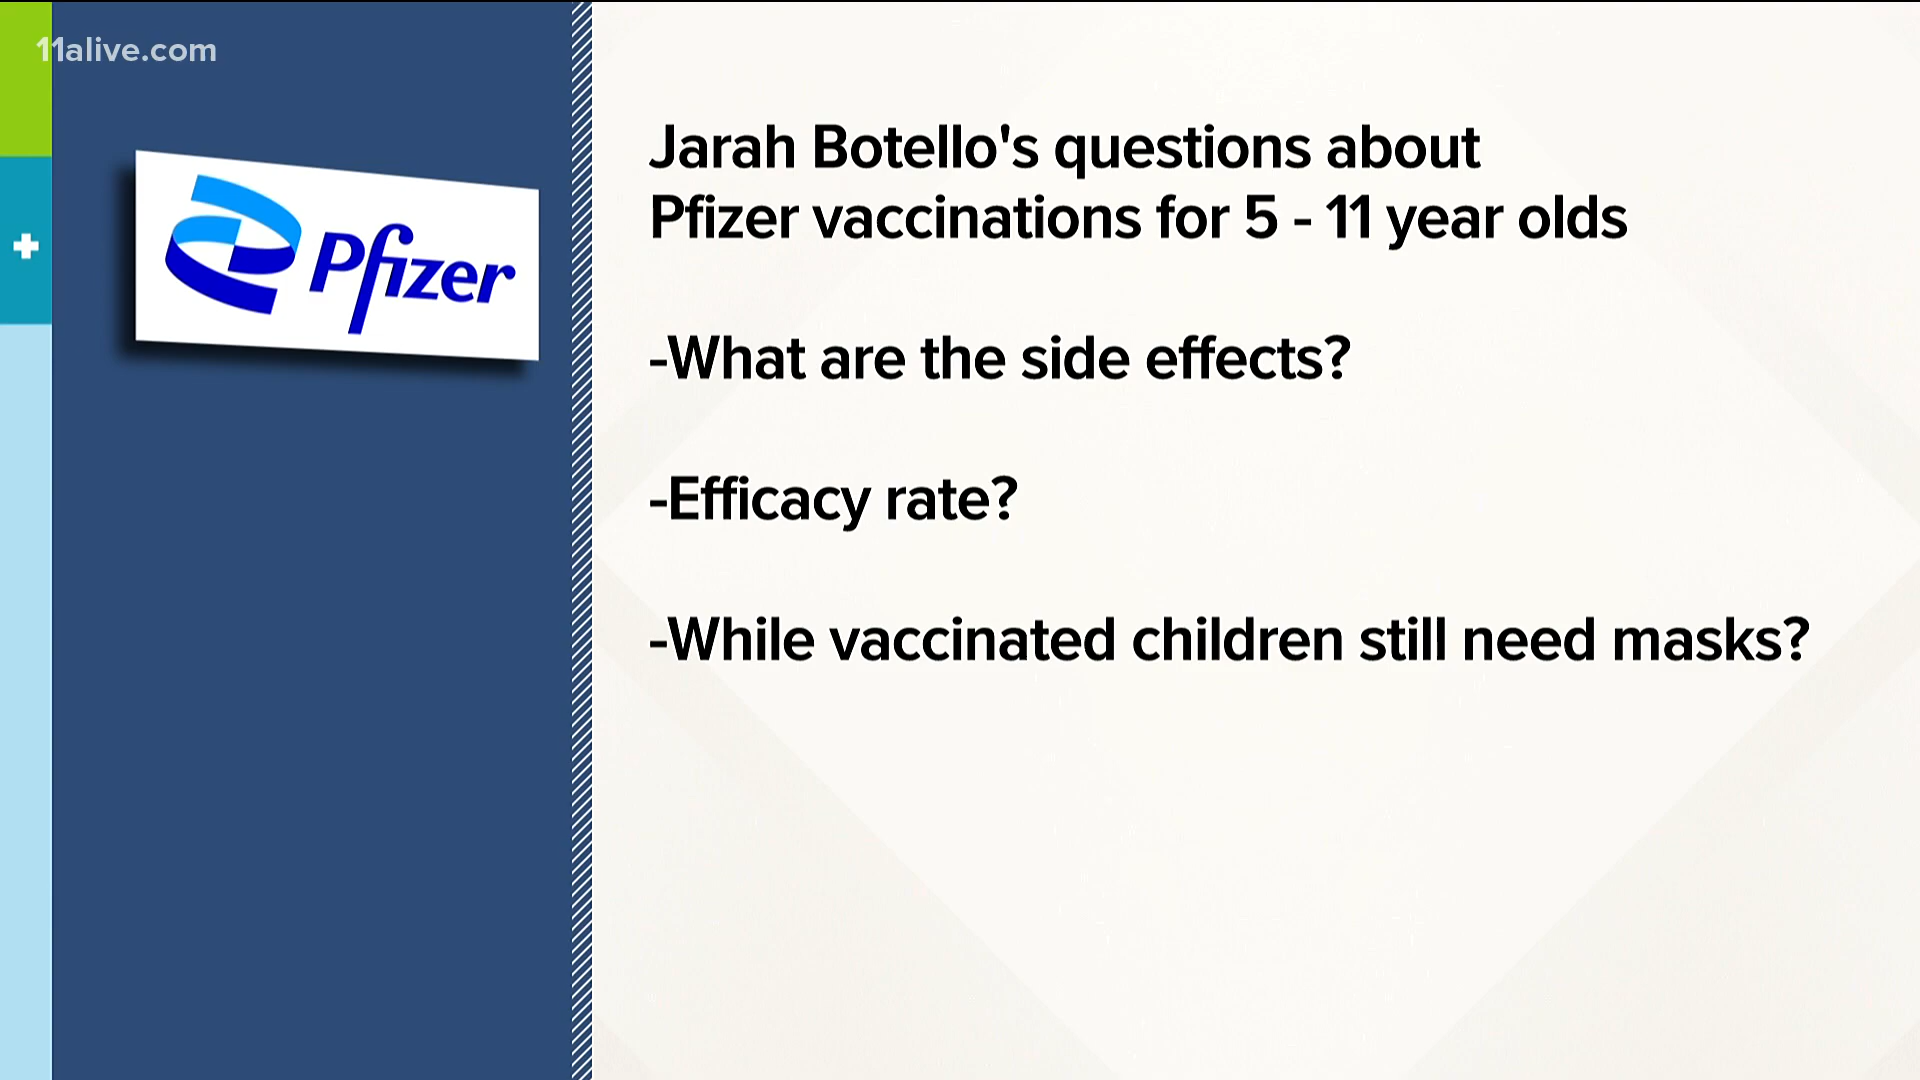 11alive.com
Pfizer
Jarah Botello's questions about
Pfizer vaccinations for 5 - 11 year olds
-What are the side effects?
-Efficacy rate?
-While vaccinated children still need masks?